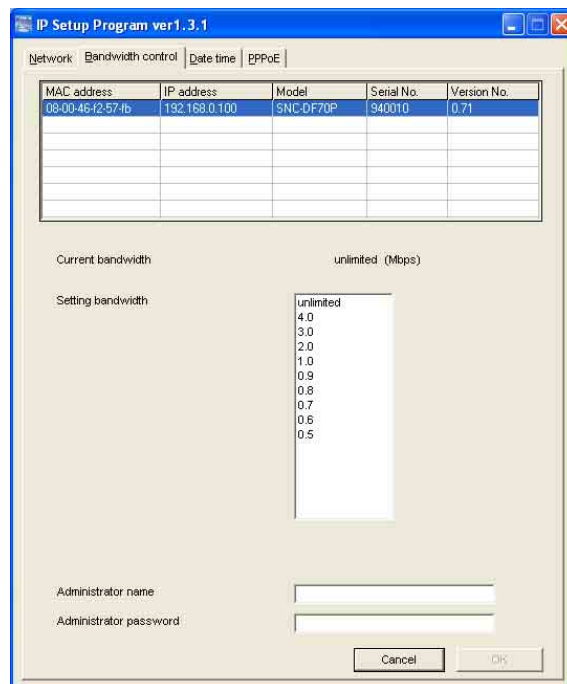 IP Setup Program ver1.3.1
Network Bandwidth control Date time PPPoE
MAC address IP address Model Serial No. Version No.
08-00-46-f2-57-fb 192.168.0.100 SNC-DF70P 940010 0.71
Current bandwidth unlimited (Mbps)
Setting bandwidth
unlimited
4.0
3.0
2.0
1.0
0.9
0.8
0.7
0.6
0.5
Administrator name
Administrator password
Cancel OK